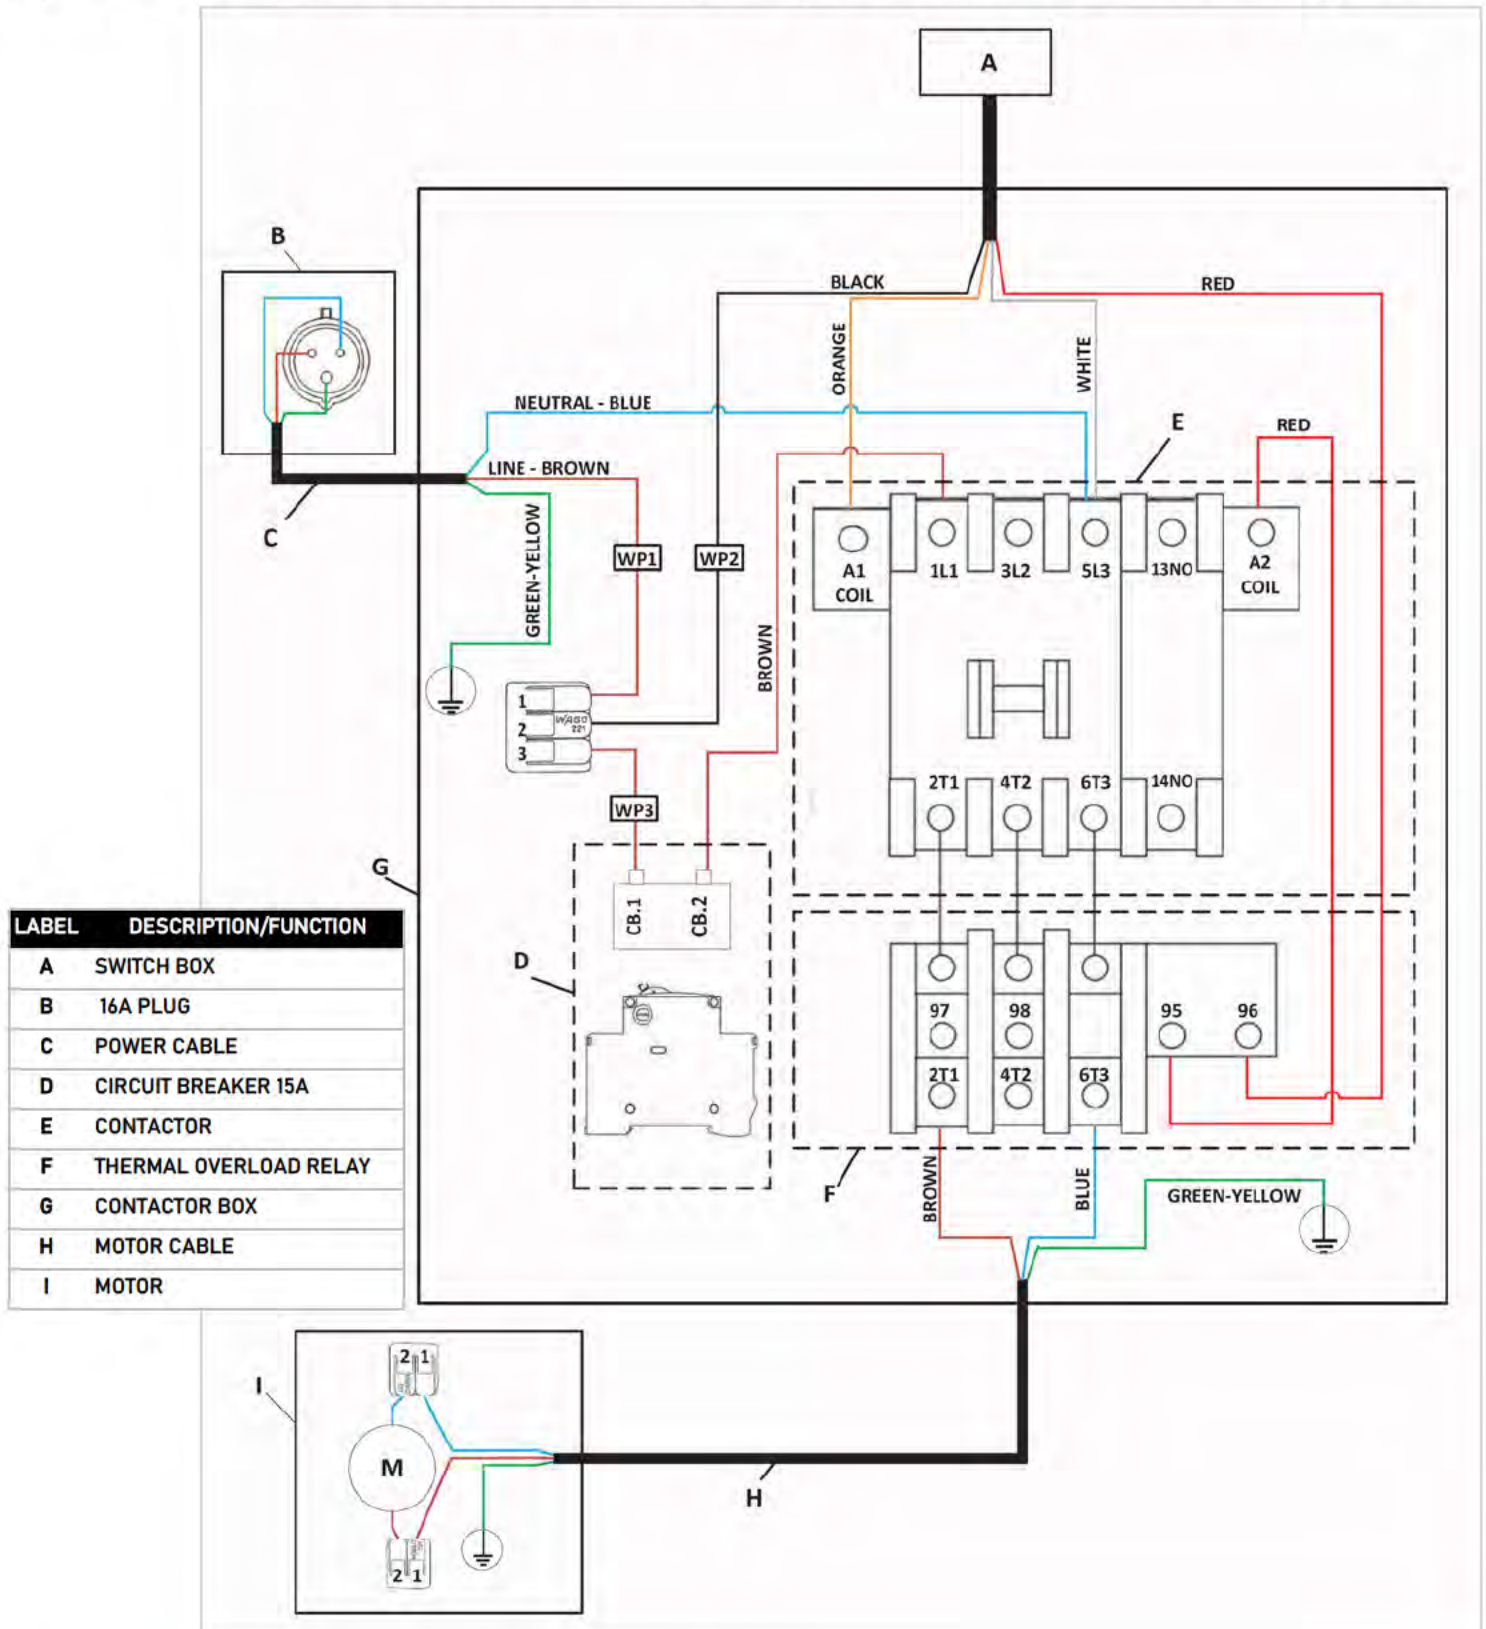 A
B
BLACK
RED
ORANGE
WHITE
NEUTRAL - BLUE
E
RED
LINE - BROWN
C
GREEN-YELLOW
WP1
WP2
A1
COIL
1L1
3L2
5L3
13NO
A2
COIL
BROWN
1
2
3
WAGO
221
2T1
4T2
6T3
14NO
WP3
G
CB.1
CB.2
D
LABEL DESCRIPTION/FUNCTION
A SWITCH BOX
B 16A PLUG
C POWER CABLE
D CIRCUIT BREAKER 15A
E CONTACTOR
F THERMAL OVERLOAD RELAY
G CONTACTOR BOX
H MOTOR CABLE
I MOTOR
97
98
95
96
2T1
4T2
6T3
F
BROWN
BLUE
GREEN-YELLOW
I
2 1
M
2 1
H